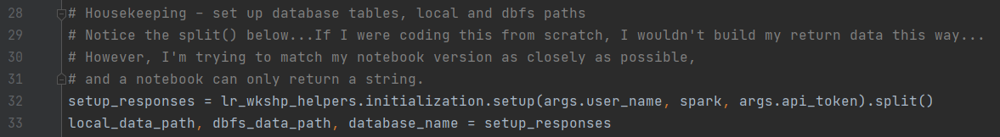 28 # Housekeeping - set up database tables, local and dbfs paths
29 # Notice the split() below...If I were coding this from scratch, I wouldn't build my return data this way...
30 # However, I'm trying to match my notebook version as closely as possible,
31 # and a notebook can only return a string.
32 setup_responses = lr_wkshp_helpers.initialization.setup(args.user_name, spark, args.api_token).split()
33 local_data_path, dbfs_data_path, database_name = setup_responses